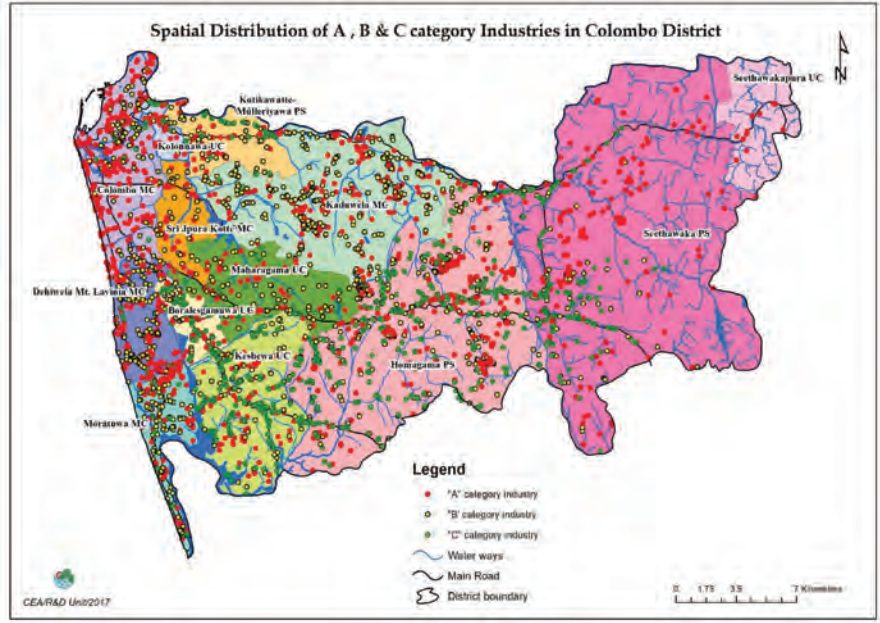 Spatial Distribution of A , B & C category Industries in Colombo District
N
Seethawakapura UC
Kotikawatte-
Mulleriyawa PS
Kolonnawa UC
Colombo MC
Kaduwela MC
Sri Jpura Kotte MC
Seethawaka PS
Maharagama UC
Dehiwela Mt. Lavinia MC
Boralesgamuwa UC
Kesbewa UC
Homagama PS
Moratuwa MC
Legend
"A" category industry
"B" category industry
"C" category industry
Water ways
Main Road
District boundary
0 1.75 3.5 7 Kilometers
CEA/R&D Unit/2017